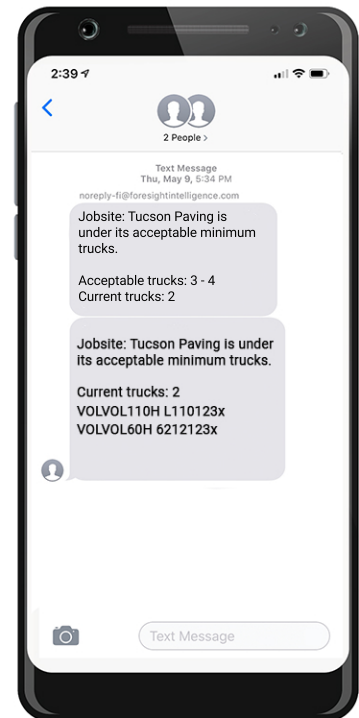 2:39
2 People >
Text Message
Thu, May 9, 5:34 PM
noreply-fi@foresightintelligence.com
Jobsite: Tucson Paving is
under its acceptable minimum
trucks.
Acceptable trucks: 3 - 4
Current trucks: 2
Jobsite: Tucson Paving is under
its acceptable minimum trucks.
Current trucks: 2
VOLVOL110H L110123x
VOLVOL60H 6212123x
Text Message